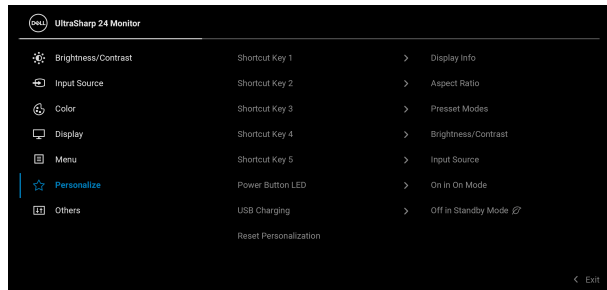 DELL UltraSharp 24 Monitor
Brightness/Contrast Shortcut Key 1 > Display Info
Input Source Shortcut Key 2 > Aspect Ratio
Color Shortcut Key 3 > Presset Modes
Display Shortcut Key 4 > Brightness/Contrast
Menu Shortcut Key 5 > Input Source
Personalize Power Button LED > On in On Mode
Others USB Charging > Off in Standby Mode
Reset Personalization
< Exit